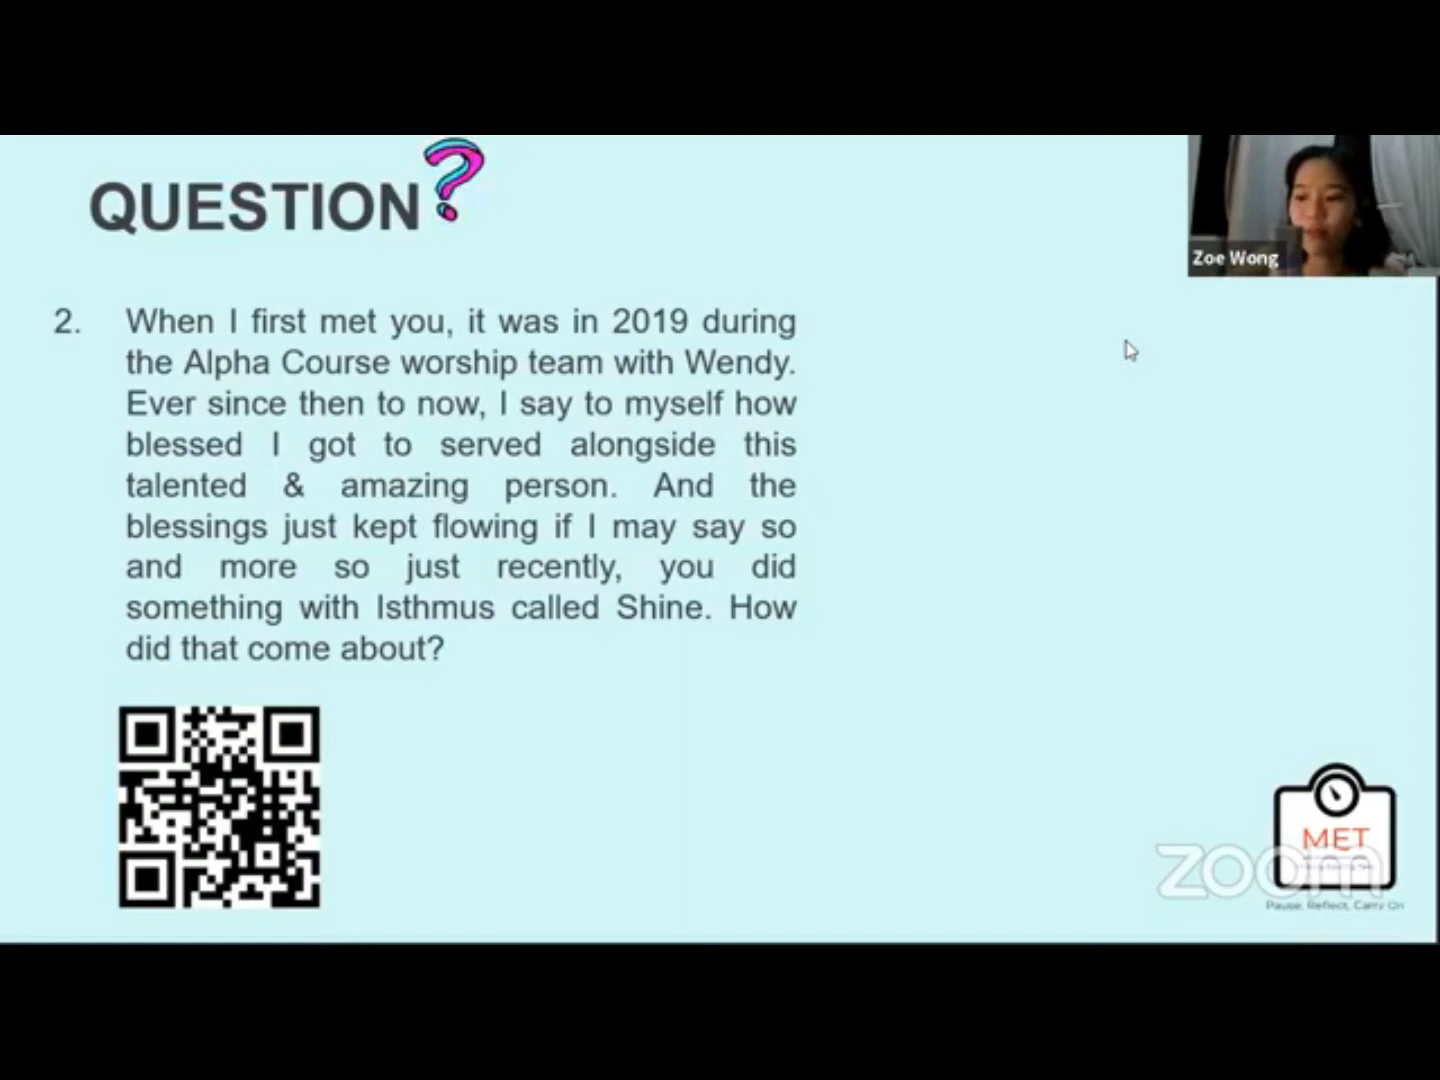 QUESTION?
Zoe Wong
2. When I first met you, it was in 2019 during
the Alpha Course worship team with Wendy.
Ever since then to now, I say to myself how
blessed I got to served alongside this
talented & amazing person. And the
blessings just kept flowing if I may say so
and more so just recently, you did
something with Isthmus called Shine. How
did that come about?
MET
zoom
Pause, Reflect, Carry On